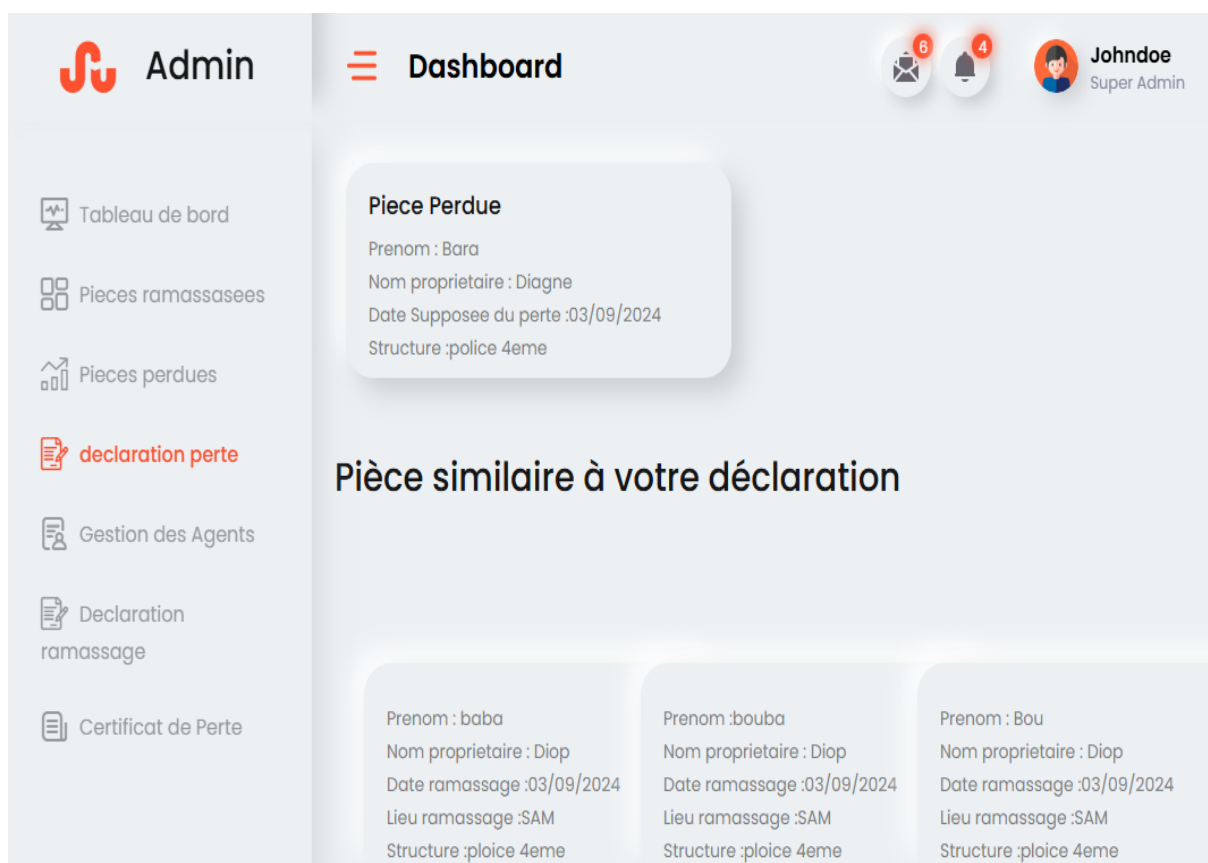 Admin
Dashboard
6
4
Johndoe
Super Admin
Tableau de bord
Pieces ramassasees
Pieces perdues
declaration perte
Gestion des Agents
Declaration
ramassage
Certificat de Perte
Piece Perdue
Prenom : Bara
Nom proprietaire : Diagne
Date Supposee du perte :03/09/2024
Structure :police 4eme
Pièce similaire à votre déclaration
Prenom : baba
Nom proprietaire : Diop
Date ramassage :03/09/2024
Lieu ramassage :SAM
Structure :ploice 4eme
Prenom :bouba
Nom proprietaire : Diop
Date ramassage :03/09/2024
Lieu ramassage :SAM
Structure :ploice 4eme
Prenom : Bou
Nom proprietaire : Diop
Date ramassage :03/09/2024
Lieu ramassage :SAM
Structure :ploice 4eme